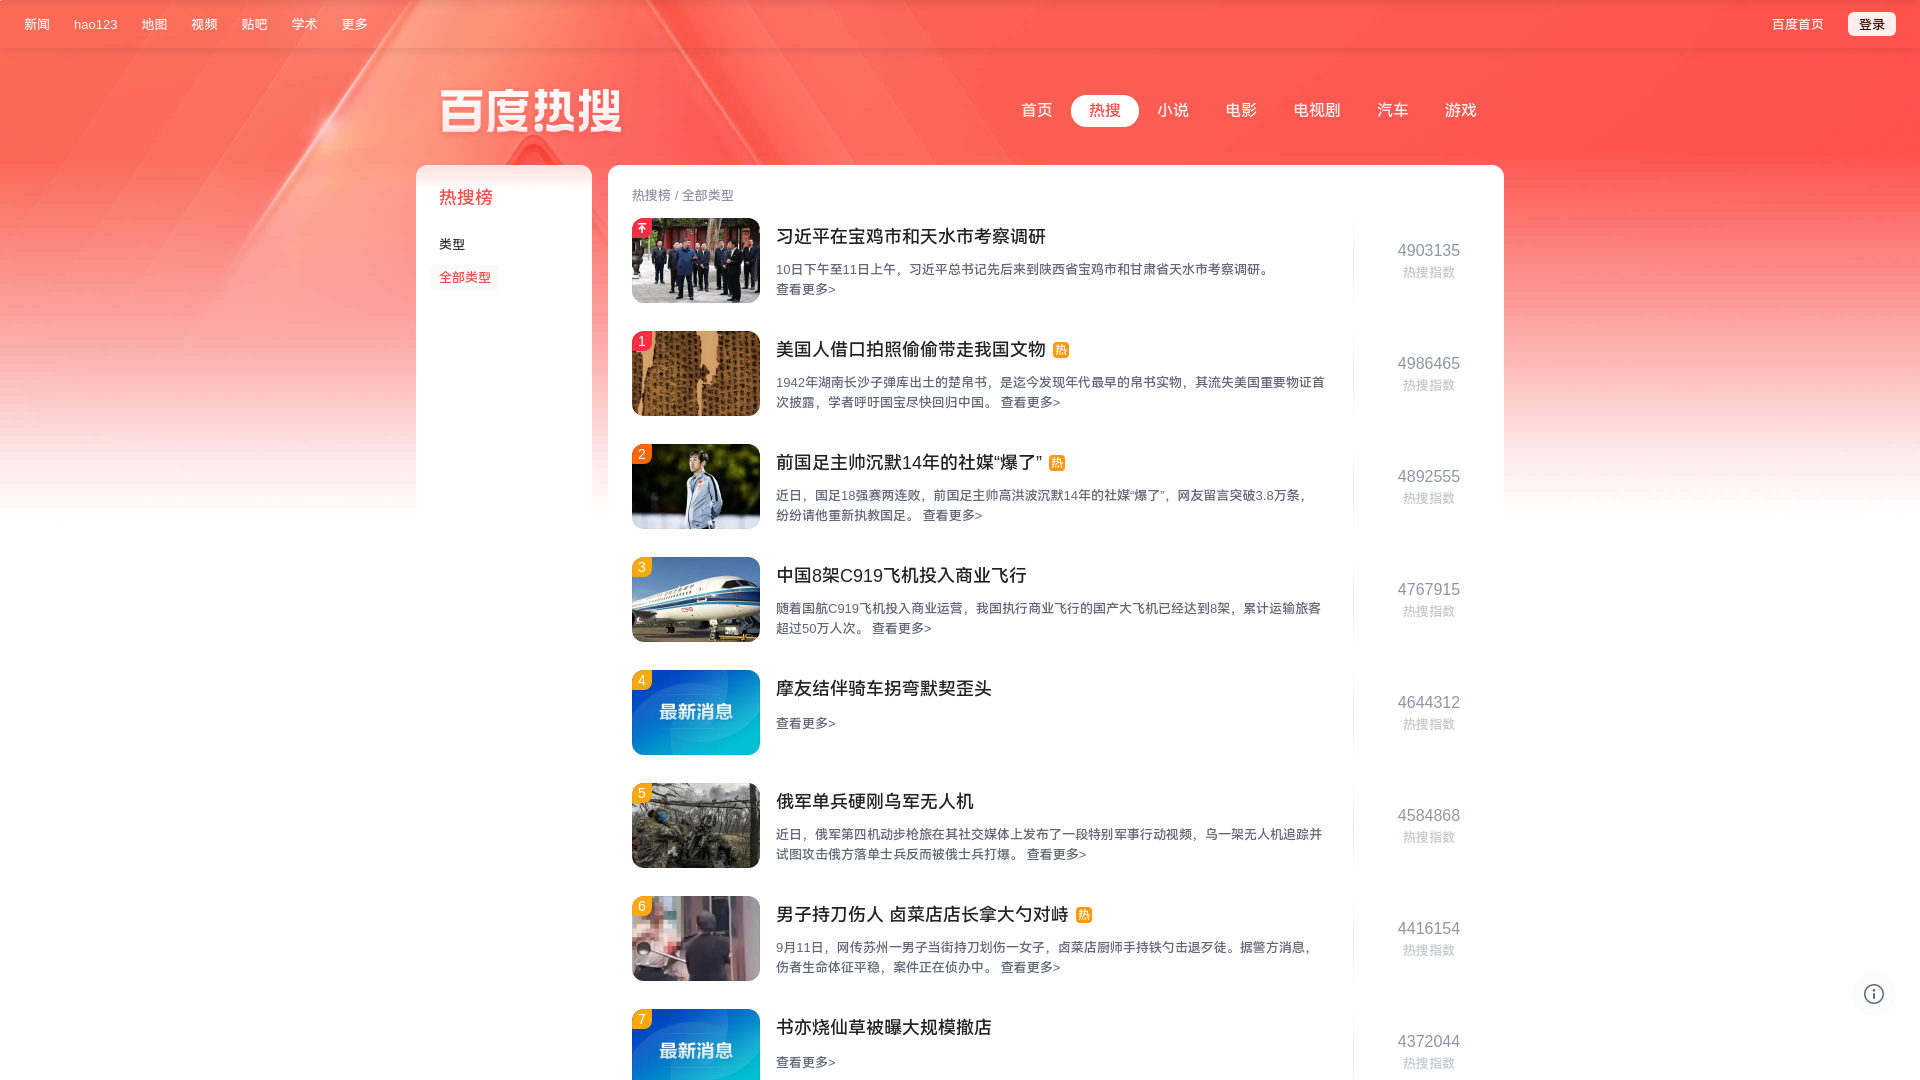 新闻 hao123 地图 视频 贴吧 学术 更多 百度首页 登录
百度热搜
首页 热搜 小说 电影 电视剧 汽车 游戏
热搜榜
类型
全部类型
热搜榜 / 全部类型
习近平在宝鸡市和天水市考察调研
10日下午至11日上午，习近平总书记先后来到陕西省宝鸡市和甘肃省天水市考察调研。
查看更多>
4903135
热搜指数
1
美国人借口拍照偷偷带走我国文物 热
1942年湖南长沙子弹库出土的楚帛书，是迄今发现年代最早的帛书实物，其流失美国重要物证首
次披露，学者呼吁国宝尽快回归中国。 查看更多>
4986465
热搜指数
2
前国足主帅沉默14年的社媒“爆了” 热
近日，国足18强赛两连败，前国足主帅高洪波沉默14年的社媒“爆了”，网友留言突破3.8万条，
纷纷请他重新执教国足。 查看更多>
4892555
热搜指数
3
中国8架C919飞机投入商业飞行
随着国航C919飞机投入商业运营，我国执行商业飞行的国产大飞机已经达到8架，累计运输旅客
超过50万人次。 查看更多>
4767915
热搜指数
4
最新消息
摩友结伴骑车拐弯默契歪头
查看更多>
4644312
热搜指数
5
俄军单兵硬刚乌军无人机
近日，俄军第四机动步枪旅在其社交媒体上发布了一段特别军事行动视频，乌一架无人机追踪并
试图攻击俄方落单士兵反而被俄士兵打爆。 查看更多>
4584868
热搜指数
6
男子持刀伤人 卤菜店店长拿大勺对峙 热
9月11日，网传苏州一男子当街持刀划伤一女子，卤菜店厨师手持铁勺击退歹徒。据警方消息，
伤者生命体征平稳，案件正在侦办中。 查看更多>
4416154
热搜指数
7
最新消息
书亦烧仙草被曝大规模撤店
查看更多>
4372044
热搜指数